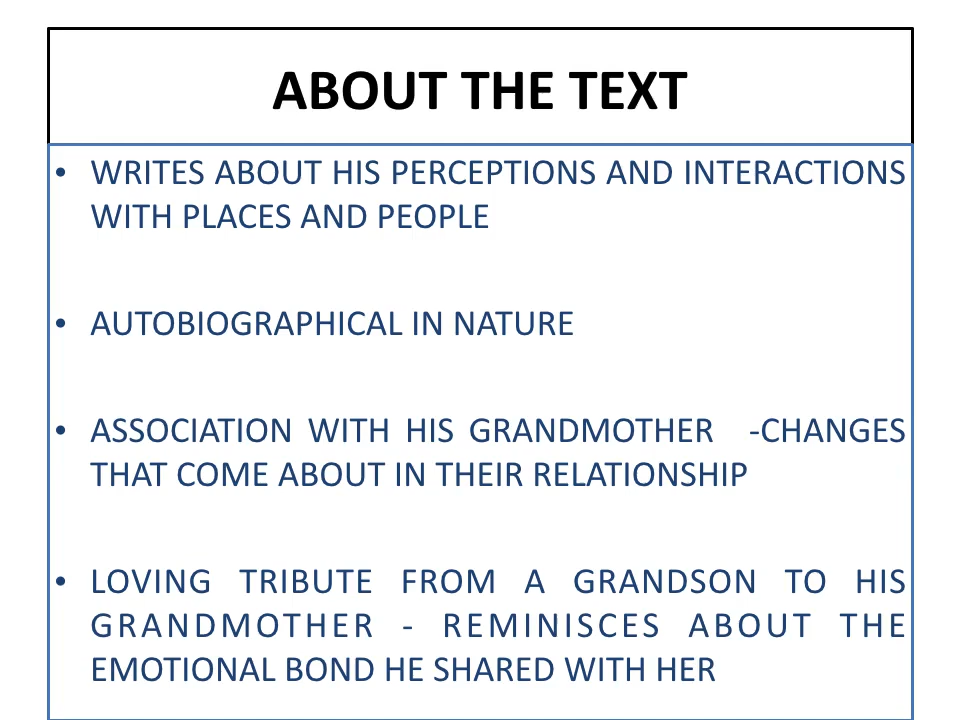 ABOUT THE TEXT
• WRITES ABOUT HIS PERCEPTIONS AND INTERACTIONS
WITH PLACES AND PEOPLE
• AUTOBIOGRAPHICAL IN NATURE
• ASSOCIATION WITH HIS GRANDMOTHER -CHANGES
THAT COME ABOUT IN THEIR RELATIONSHIP
• LOVING TRIBUTE FROM A GRANDSON TO HIS
GRANDMOTHER - REMINISCES ABOUT THE
EMOTIONAL BOND HE SHARED WITH HER